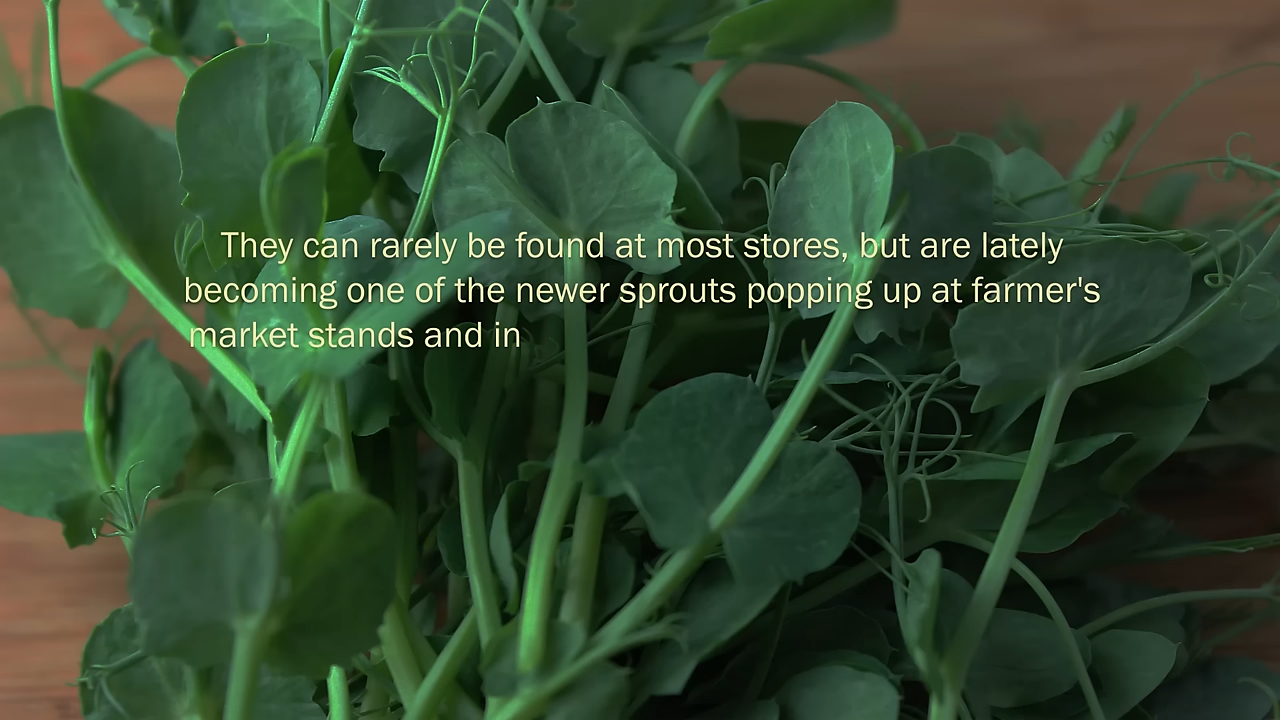 They can rarely be found at most stores, but are lately
becoming one of the newer sprouts popping up at farmer's
market stands and in